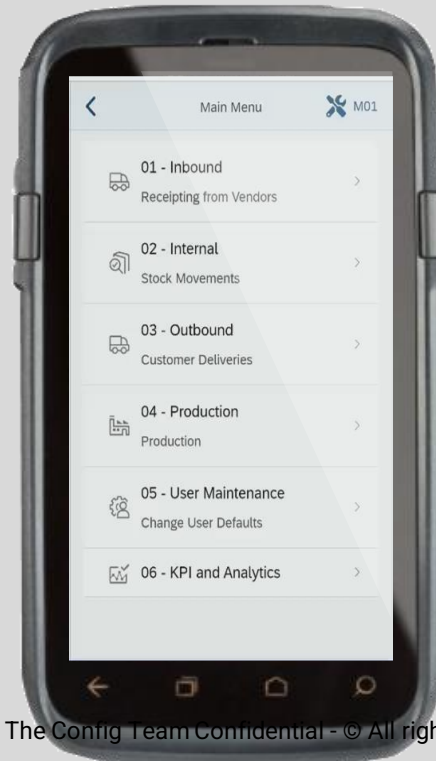 Main Menu
M01
01 - Inbound
Receipting from Vendors
02 - Internal
Stock Movements
03 - Outbound
Customer Deliveries
04 - Production
Production
05 - User Maintenance
Change User Defaults
06 - KPI and Analytics
The Config Team Confidential - © All righ